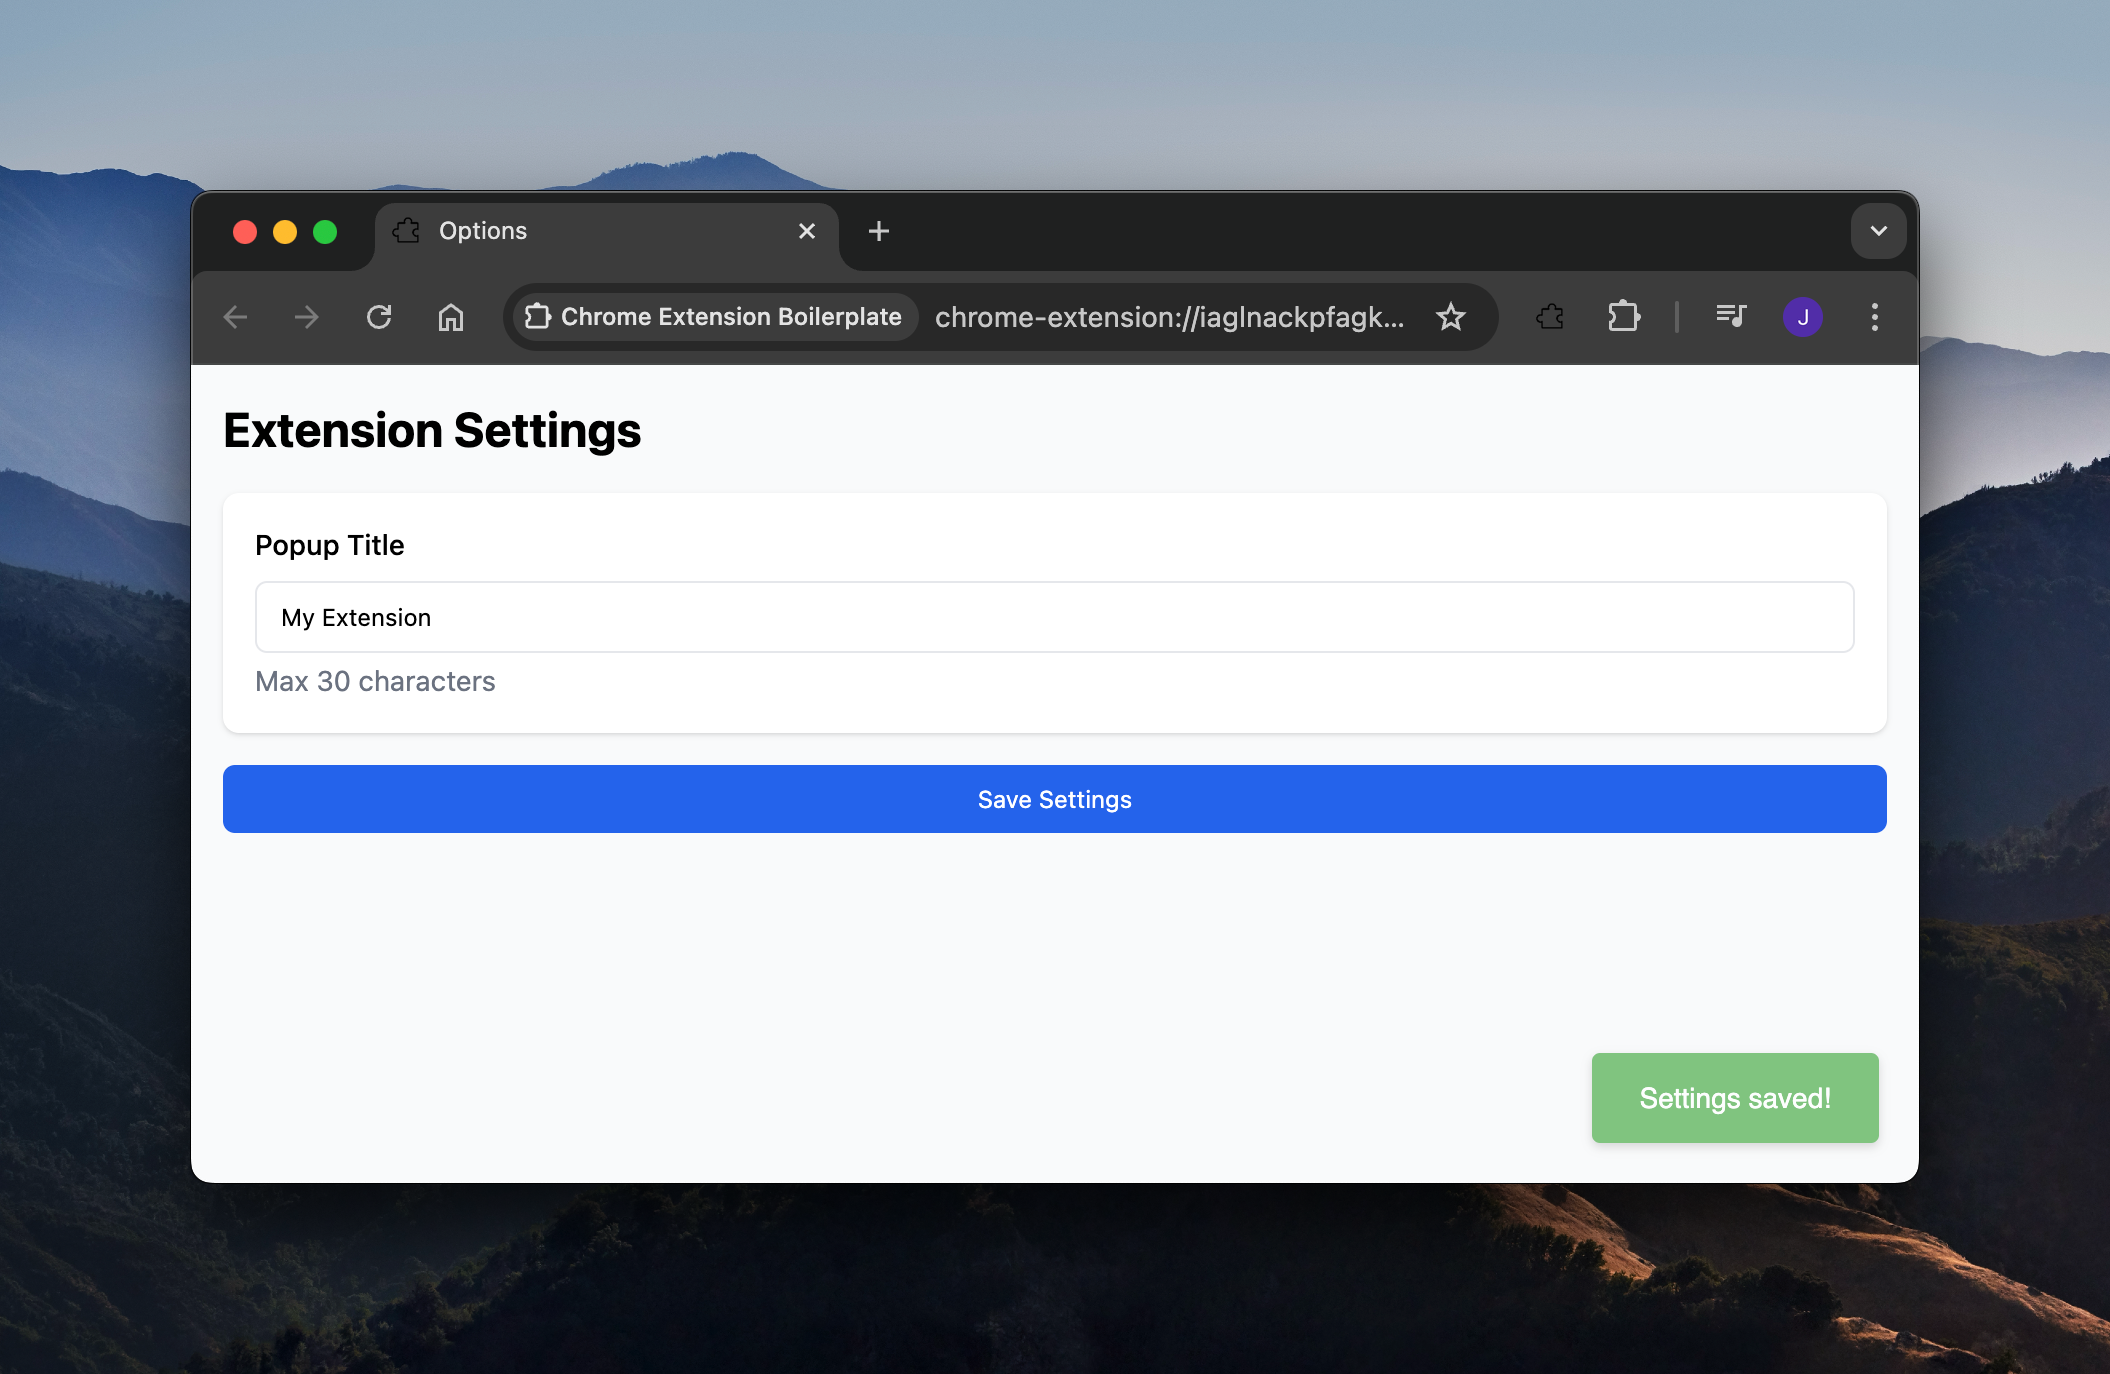 Options
Chrome Extension Boilerplate
chrome-extension://iaglnackpfagk...
J
Extension Settings
Popup Title
My Extension
Max 30 characters
Save Settings
Settings saved!